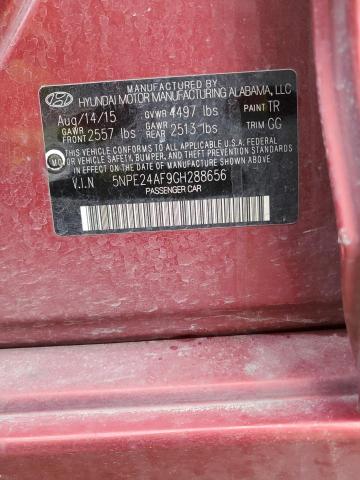 MANUFACTURED BY
HYUNDAI MOTOR MANUFACTURING ALABAMA, LLC
Aug/14/15 GVWR 4497 lbs PAINT TR
GAWR FRONT 2557 lbs GAWR REAR 2513 lbs TRIM GG
THIS VEHICLE CONFORMS TO ALL APPLICABLE U.S. FEDERAL
MOTOR VEHICLE SAFETY, BUMPER, AND THEFT PREVENTION
STANDARDS IN EFFECT ON THE DATE OF MANUFACTURE
MC SHOWN ABOVE.
V.I.N 5NPE24AF9GH288656
PASSENGER CAR